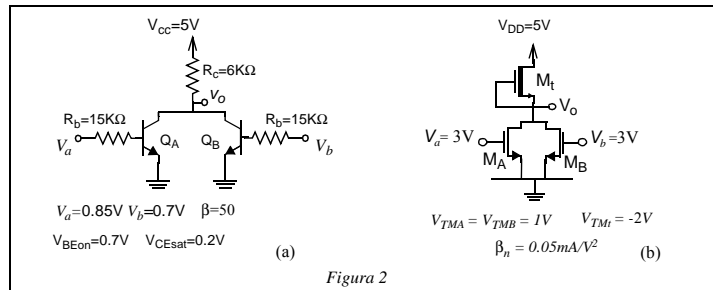 V_cc=5V
R_c=6KΩ
v_o
R_b=15KΩ
R_b=15KΩ
V_a
Q_A
Q_B
V_b
V_a=0.85V V_b=0.7V β=50
V_BEon=0.7V V_CEsat=0.2V
(a)
V_DD=5V
M_t
V_o
V_a=3V
V_b=3V
M_A
M_B
V_TMA = V_TMB = 1V V_TMt = -2V
β_n = 0.05mA/V²
(b)
Figura 2